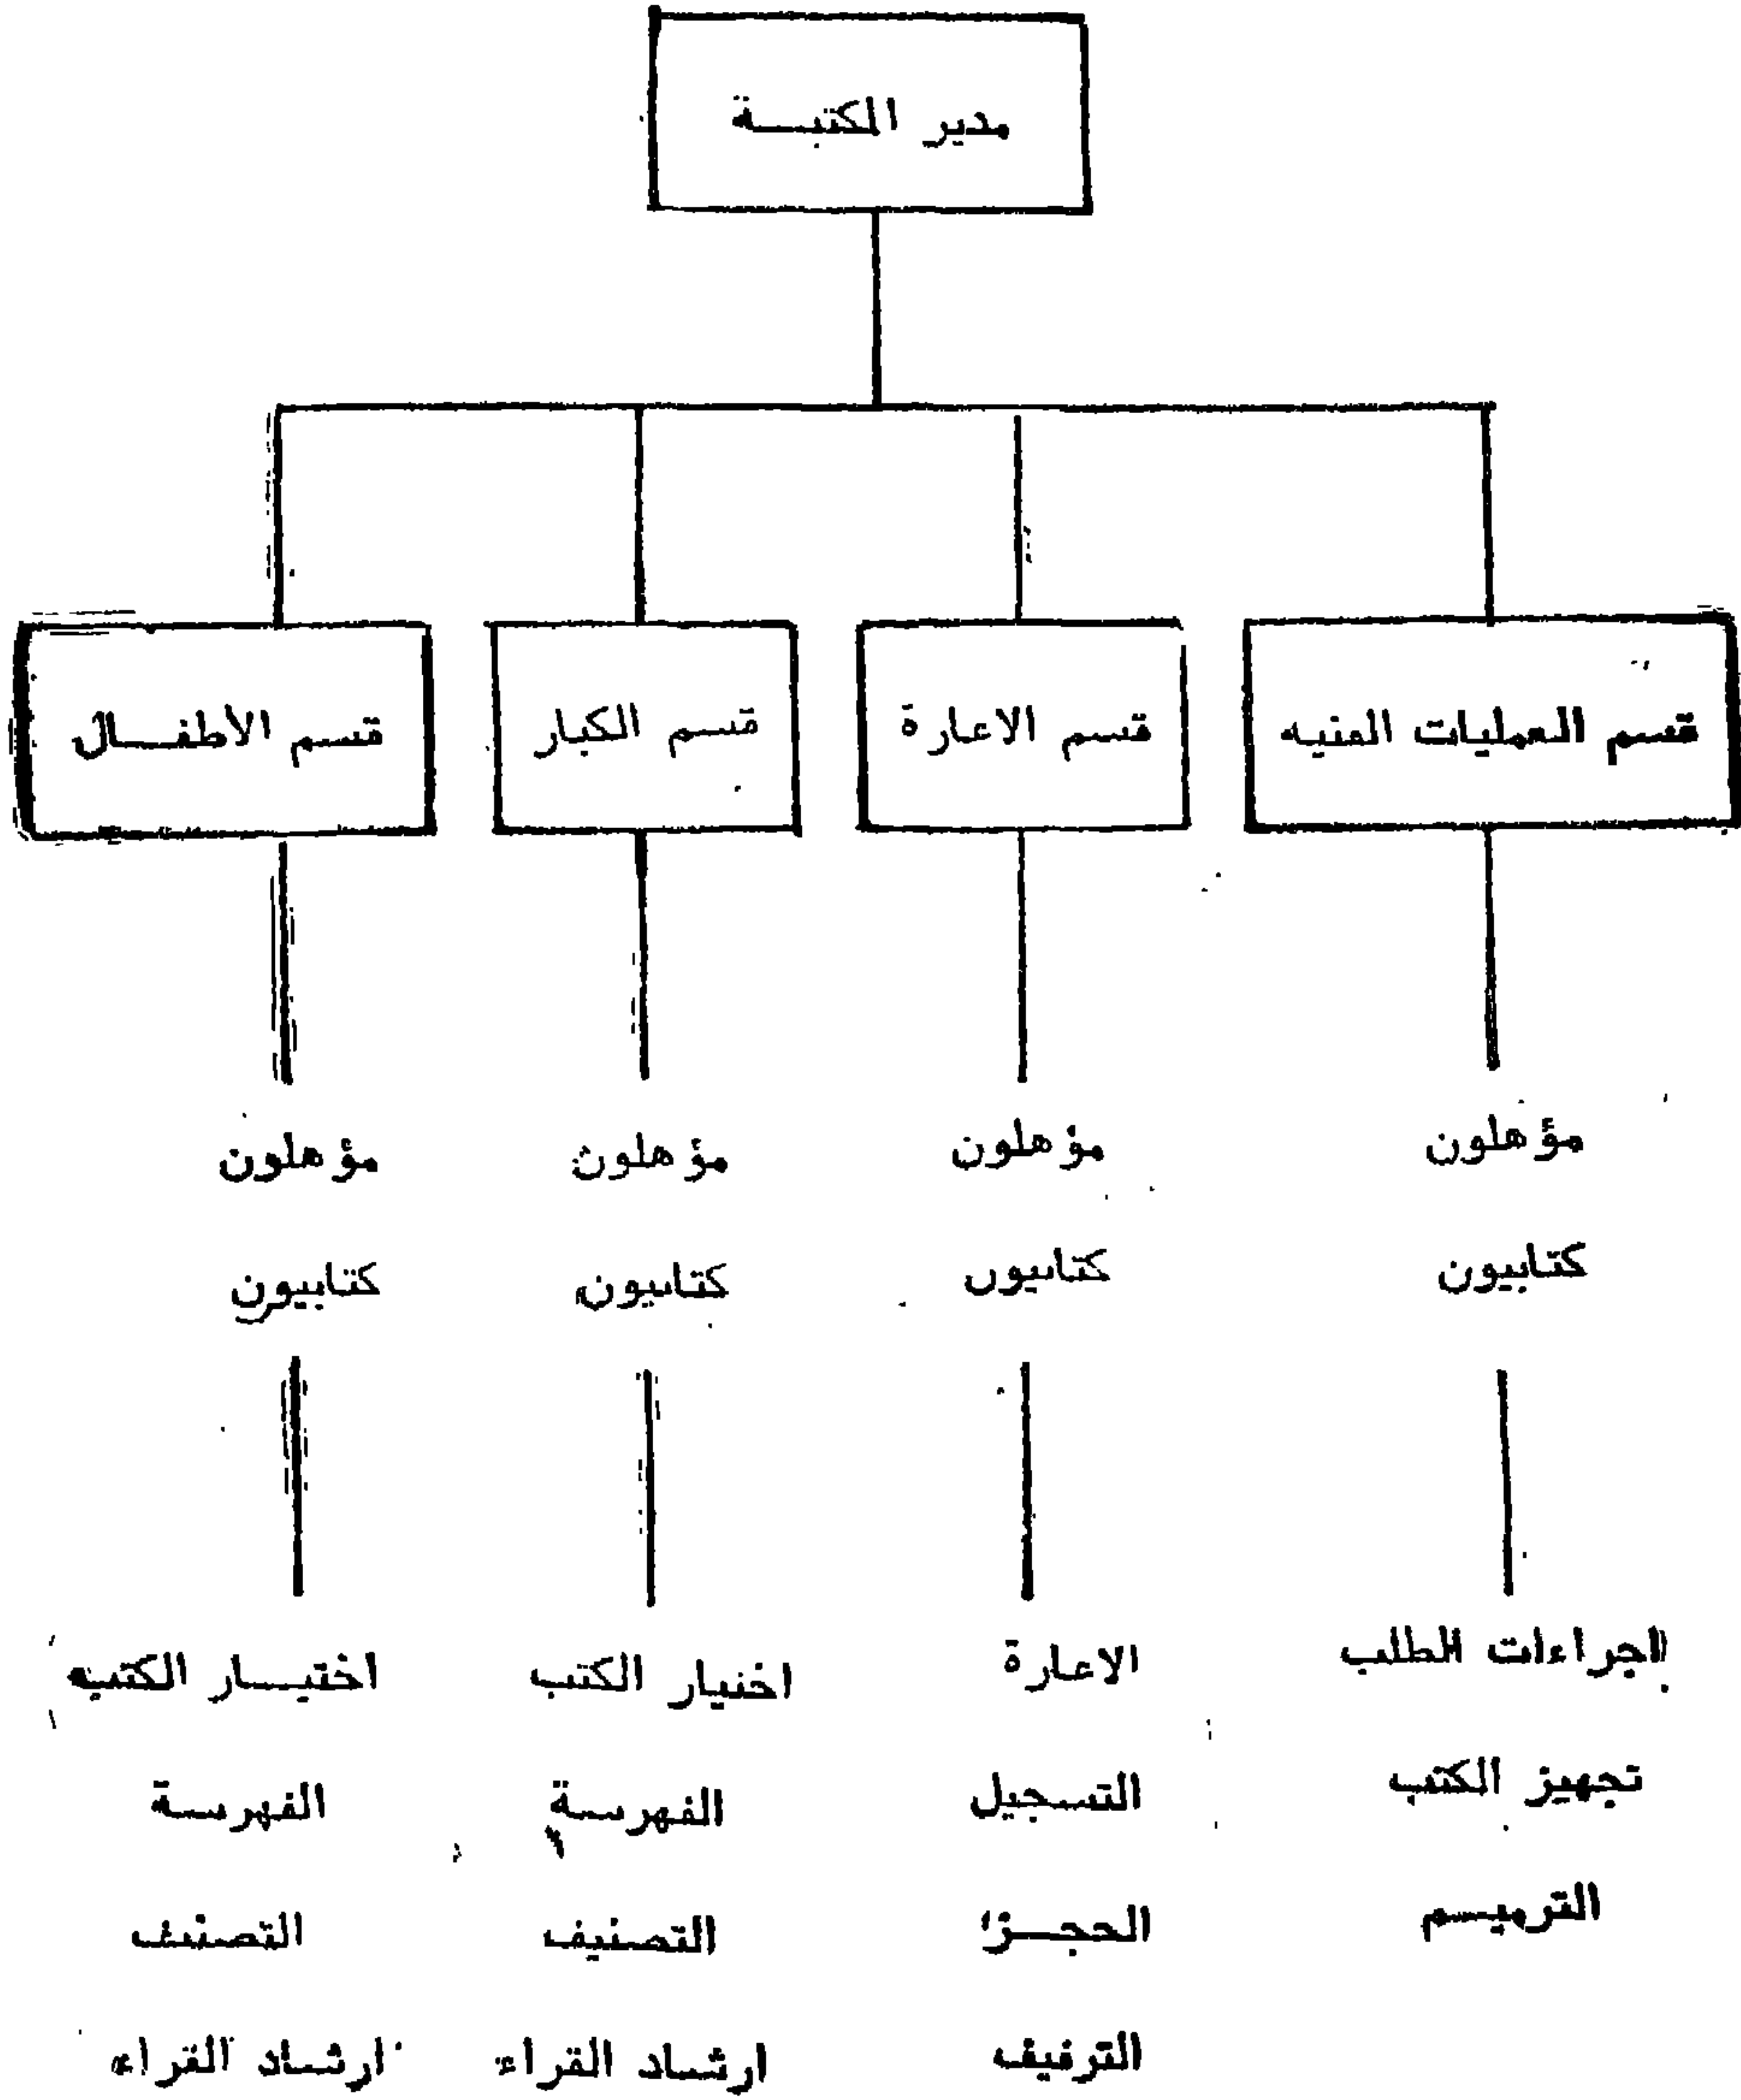 مدير المكتبة
قسم العمليات الفنيه
قسم الاعارة
قسم الكبار
قسم الاطفال
مؤهلون
مؤهلون
مؤهلون
مؤهلون
كتابيون
كتابيون
كتابيون
كتابيون
اجراءات الطلب
الاعارة
اختيار الكتب
اختيار الكتب
تجهيز الكتب
التسجيل
الفهرسة
الفهرسة
الترميم
الحجز
التصنيف
التصنيف
الترفيف
ارشاد القراء
ارشاد القراء